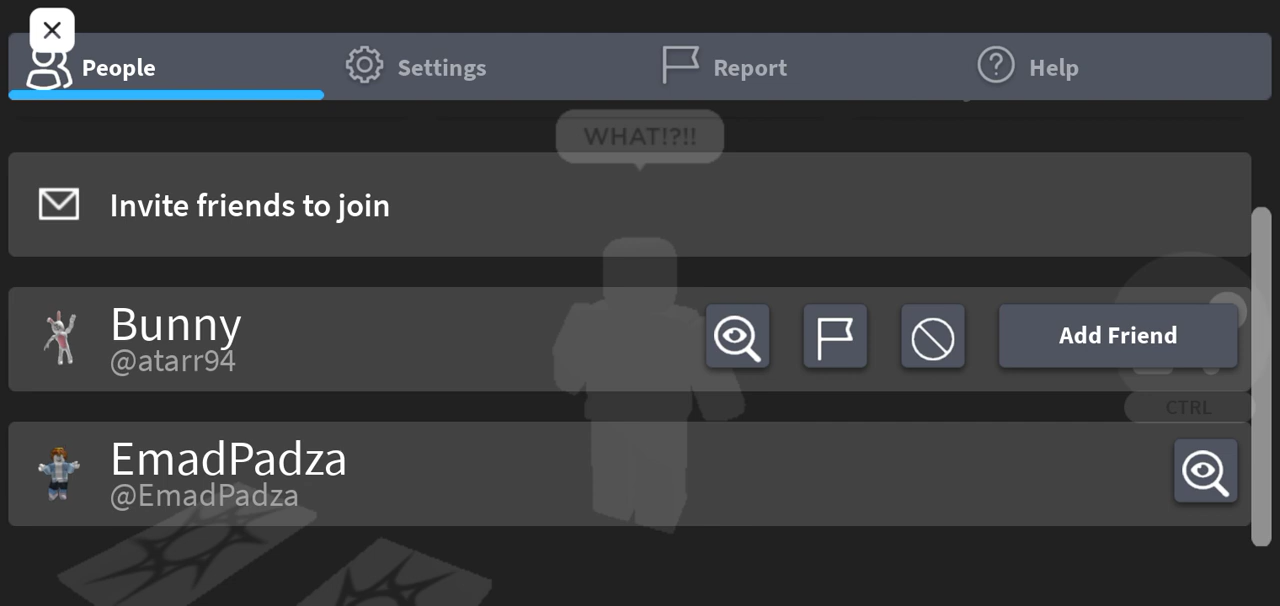 People
Settings
Report
Help
WHAT!?!!
Invite friends to join
Bunny
@atarr94
Add Friend
CTRL
EmadPadza
@EmadPadza